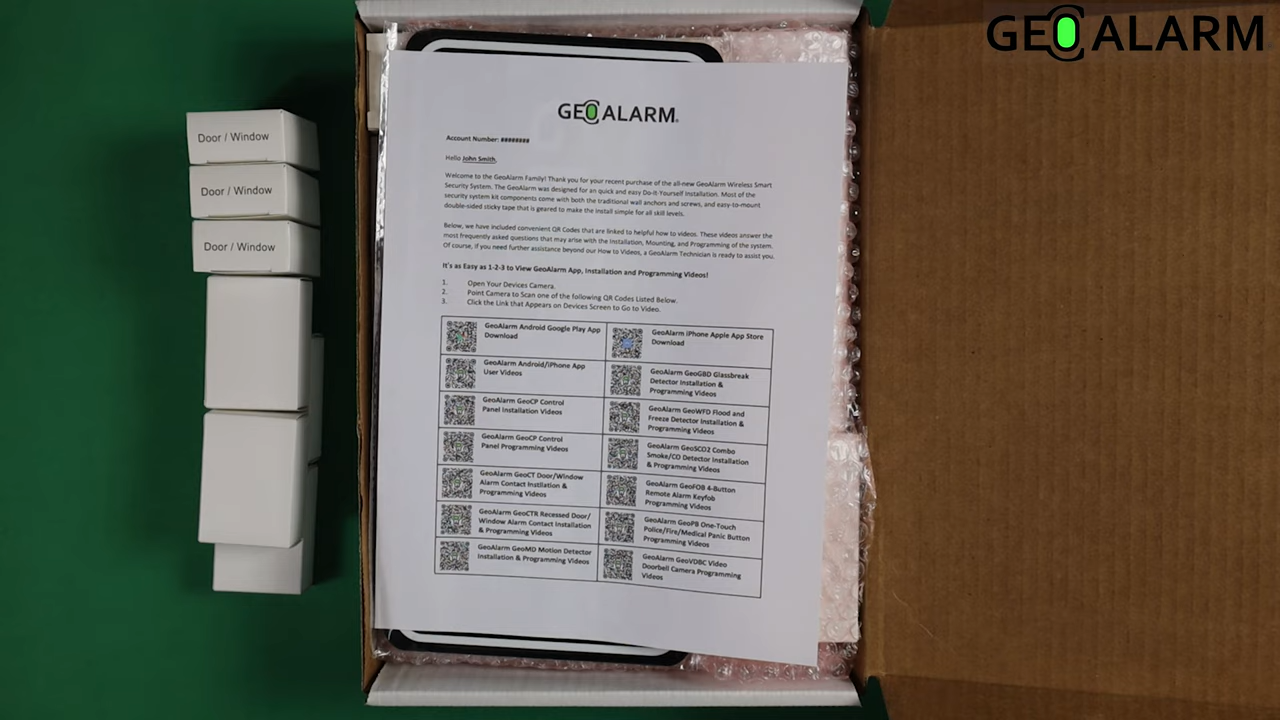 GEOALARM
Door / Window
Door / Window
Door / Window
GEOALARM®
Account Number: ########
Hello John Smith,
Welcome to the GeoAlarm Family! Thank you for your recent purchase of the all-new GeoAlarm Wireless Smart
Security System. The GeoAlarm was designed for an quick and easy Do-It-Yourself Installation. Most of the
security system kit components come with both the traditional wall anchors and screws, and easy-to-mount
double-sided sticky tape that is geared to make the install simple for all skill levels.
Below, we have included convenient QR Codes that are linked to helpful how to videos. These videos answer the
most frequently asked questions that may arise with the Installation, Mounting, and Programming of the system.
Of course, if you need further assistance beyond our How to Videos, a GeoAlarm Technician is ready to assist you.
It's as Easy as 1-2-3 to View GeoAlarm App, Installation and Programming Videos!
1. Open Your Devices Camera.
2. Point Camera to Scan one of the following QR Codes Listed Below.
3. Click the Link that Appears on Devices Screen to Go to Video.
GeoAlarm Android Google Play App
Download
GeoAlarm iPhone Apple App Store
Download
GeoAlarm Android/iPhone App
User Videos
GeoAlarm GeoGBD Glassbreak
Detector Installation &
Programming Videos
GeoAlarm GeoCP Control
Panel Installation Videos
GeoAlarm GeoWFD Flood and
Freeze Detector Installation &
Programming Videos
GeoAlarm GeoCP Control
Panel Programming Videos
GeoAlarm GeoSCO2 Combo
Smoke/CO Detector Installation
& Programming Videos
GeoAlarm GeoCT Door/Window
Alarm Contact Instllation &
Programming Videos
GeoAlarm GeoFOB 4-Button
Remote Alarm Keyfob
Programming Videos
GeoAlarm GeoCTR Recessed Door/
Window Alarm Contact Installation
& Programming Videos
GeoAlarm GeoPB One-Touch
Police/Fire/Medical Panic Button
Programming Videos
GeoAlarm GeoMD Motion Detector
Installation & Programming Videos
GeoAlarm GeoVDBC Video
Doorbell Camera Programming
Videos